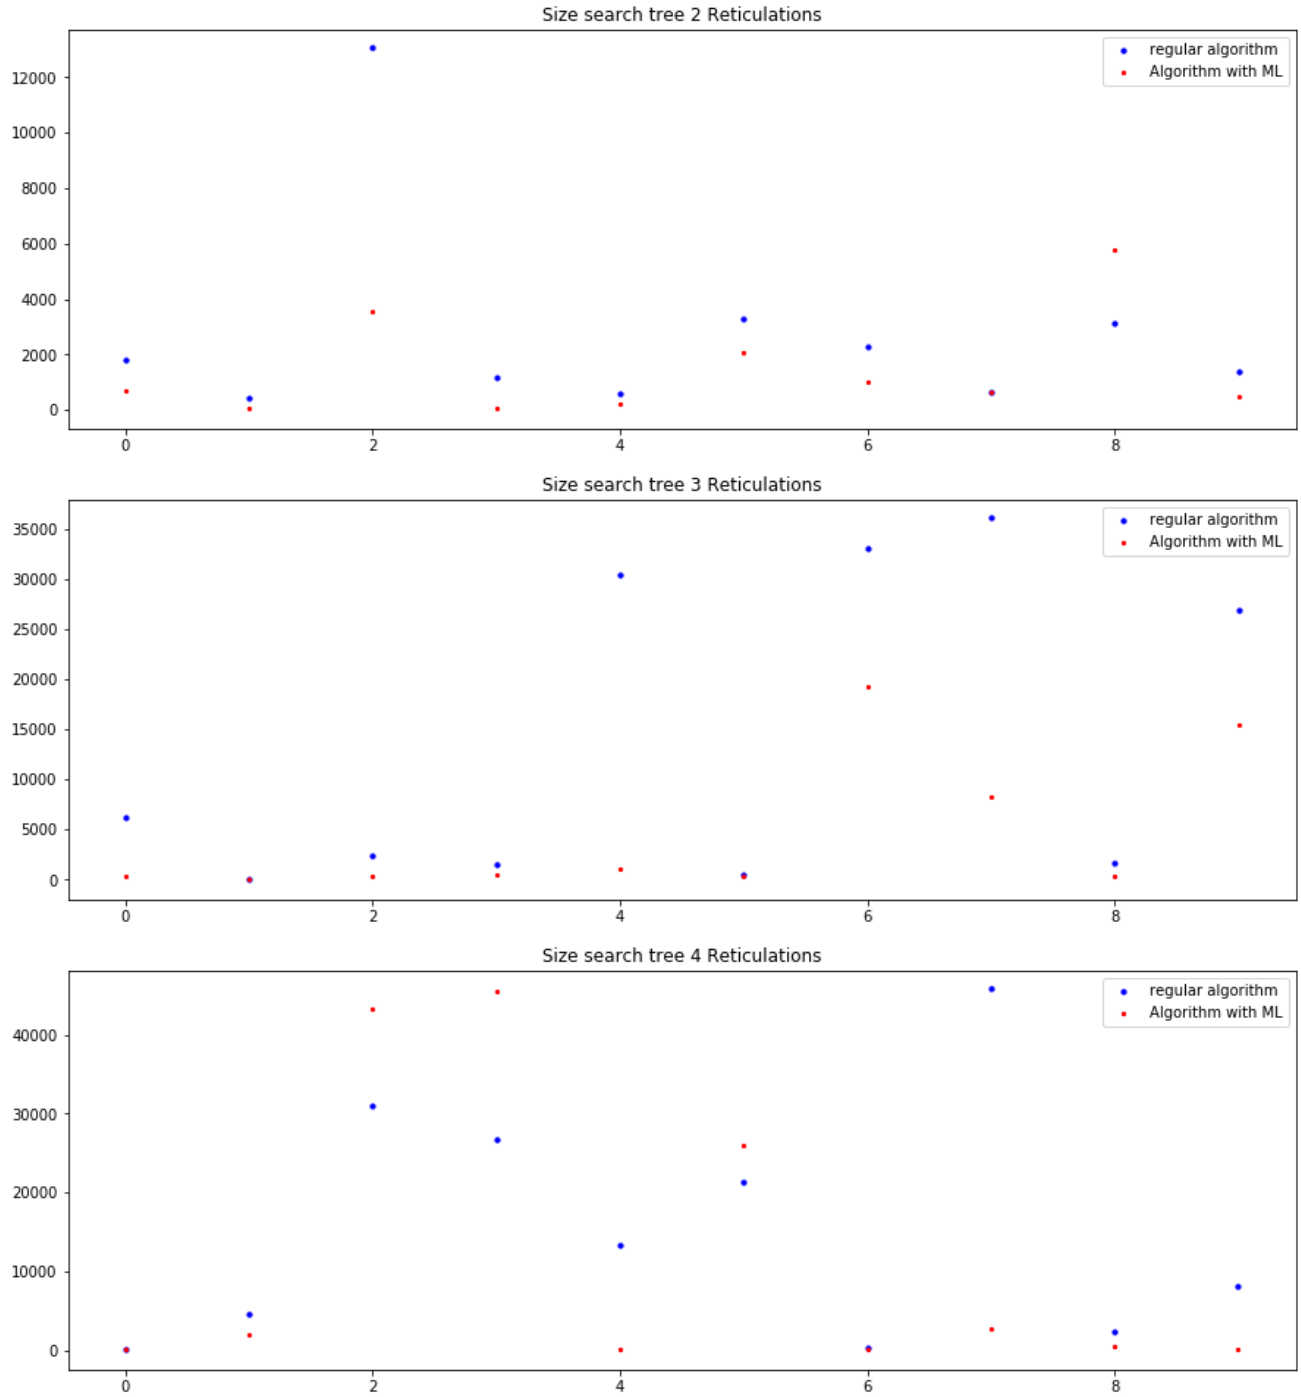 Size search tree 2 Reticulations
regular algorithm
Algorithm with ML
12000
10000
8000
6000
4000
2000
0
0 2 4 6 8
Size search tree 3 Reticulations
regular algorithm
Algorithm with ML
35000
30000
25000
20000
15000
10000
5000
0
0 2 4 6 8
Size search tree 4 Reticulations
regular algorithm
Algorithm with ML
40000
30000
20000
10000
0
0 2 4 6 8